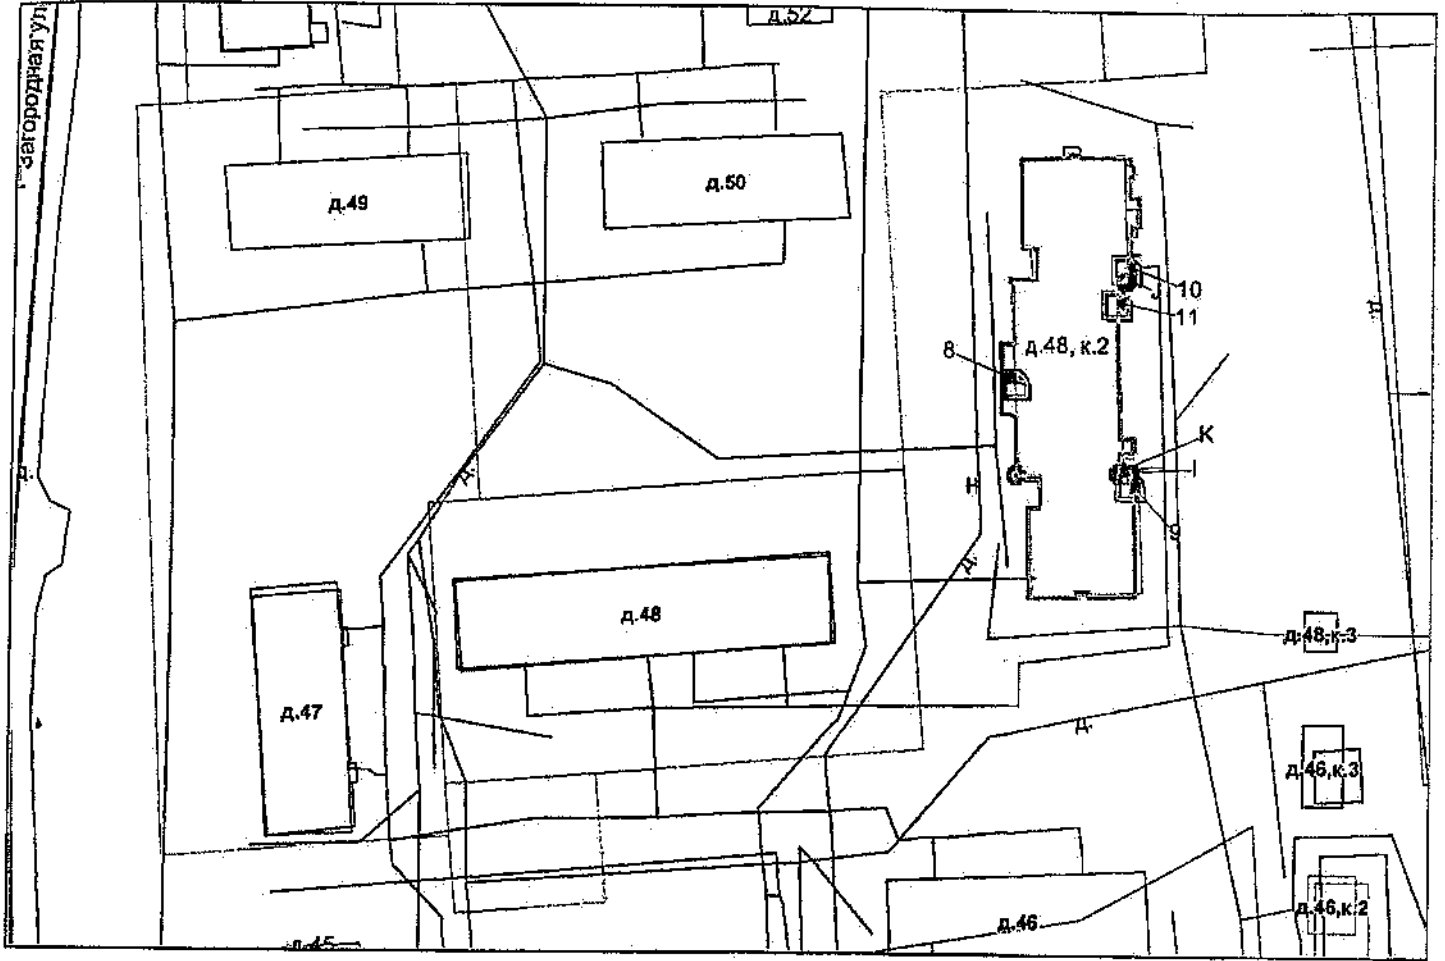 Загородная ул.
д.52
д.49
д.50
10
J
11
д.48, к.2
8
К
I
9
Н
д.
д.
д.
д.
д.
д.48
д.48,к.3
д.47
д.46,к.3
д.46,к.2
д.46
д.45